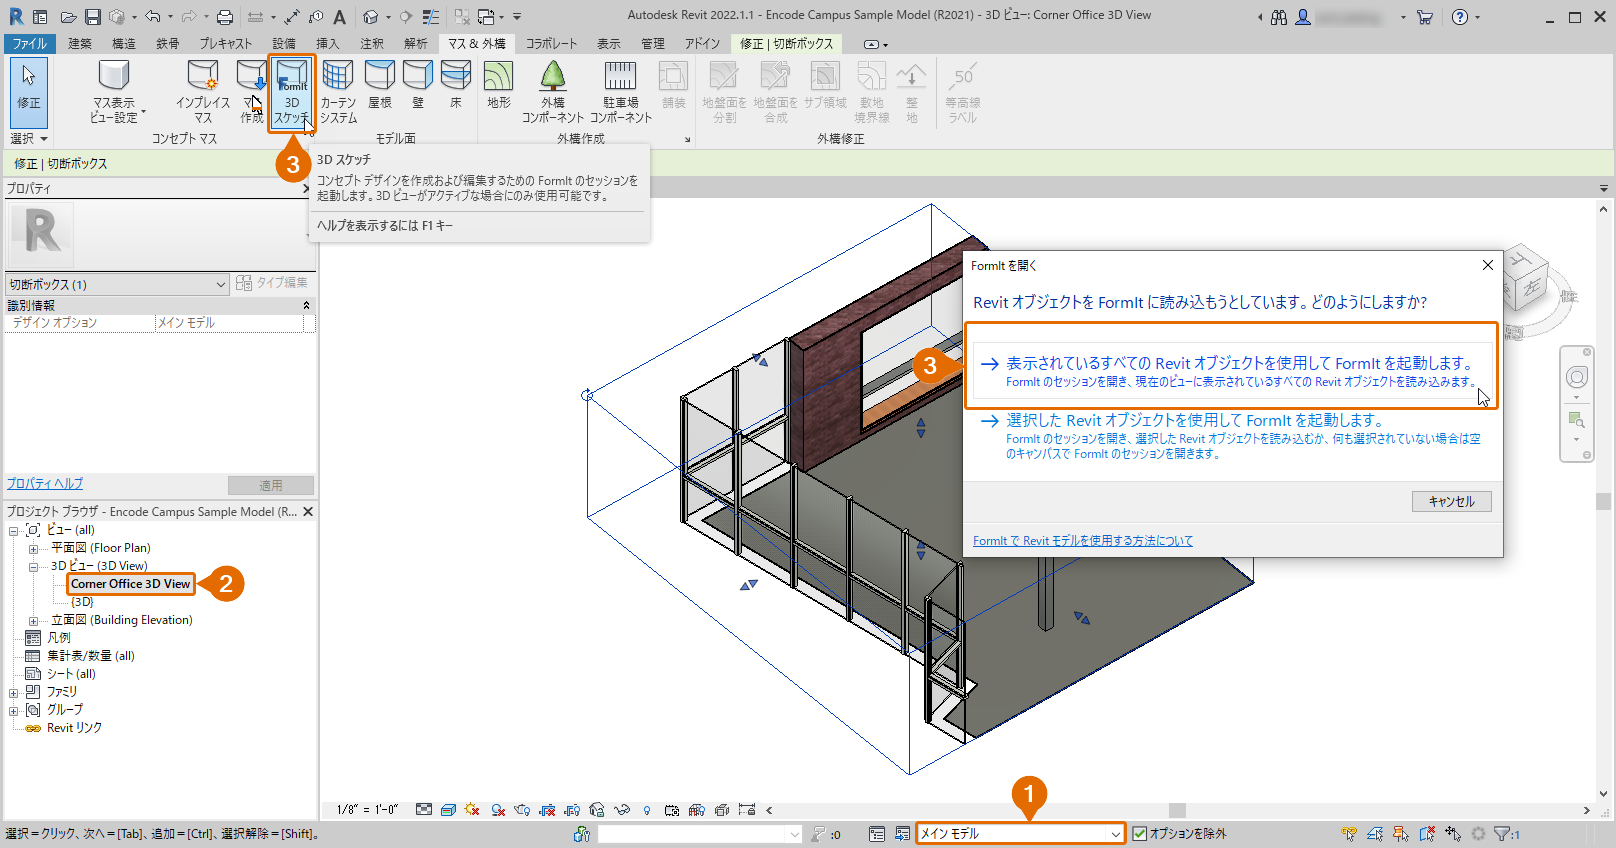 Autodesk Revit 2022.1.1 - Encode Campus Sample Model (R2021) - 3D ビュー: Corner Office 3D View
ファイル 建築 構造 鉄骨 プレキャスト 設備 挿入 注釈 解析 マス & 外構 コラボレート 表示 管理 アドイン 修正 | 切断ボックス
修正
選択
マス表示
ビュー設定
インプレイス
マス
マス
作成
FormIt
3D
スケッチ
コンセプト マス
カーテン
システム
屋根
壁
床
モデル面
地形
外構
コンポーネント
駐車場
コンポーネント
舗装
外構作成
地盤面を
分割
地盤面を
合成
サブ領域
敷地
境界線
整
地
50
等高線
ラベル
外構修正
修正 | 切断ボックス
3
3D スケッチ
コンセプト デザインを作成および編集するための FormIt のセッションを
起動します。3D ビューがアクティブな場合にのみ使用可能です。
ヘルプを表示するには F1 キー
プロパティ
R
切断ボックス (1)
タイプ編集
識別情報
デザイン オプション メイン モデル
プロパティ ヘルプ
適用
プロジェクト ブラウザ - Encode Campus Sample Model (R...
ビュー (all)
平面図 (Floor Plan)
3D ビュー (3D View)
Corner Office 3D View
2
{3D}
立面図 (Building Elevation)
凡例
集計表/数量 (all)
シート (all)
ファミリ
グループ
Revit リンク
FormIt を開く
Revit オブジェクトを FormIt に読み込もうとしています。どのようにしますか?
3
表示されているすべての Revit オブジェクトを使用して FormIt を起動します。
FormIt のセッションを開き、現在のビューに表示されているすべての Revit オブジェクトを読み込みます。
選択した Revit オブジェクトを使用して FormIt を起動します。
FormIt のセッションを開き、選択した Revit オブジェクトを読み込むか、何も選択されていない場合は空
のキャンバスで FormIt のセッションを開きます。
キャンセル
FormIt で Revit モデルを使用する方法について
1/8" = 1'-0"
1
選択＝クリック、次へ＝[Tab]、追加＝[Ctrl]、選択解除＝[Shift]。
:0
メイン モデル
オプションを除外
:1